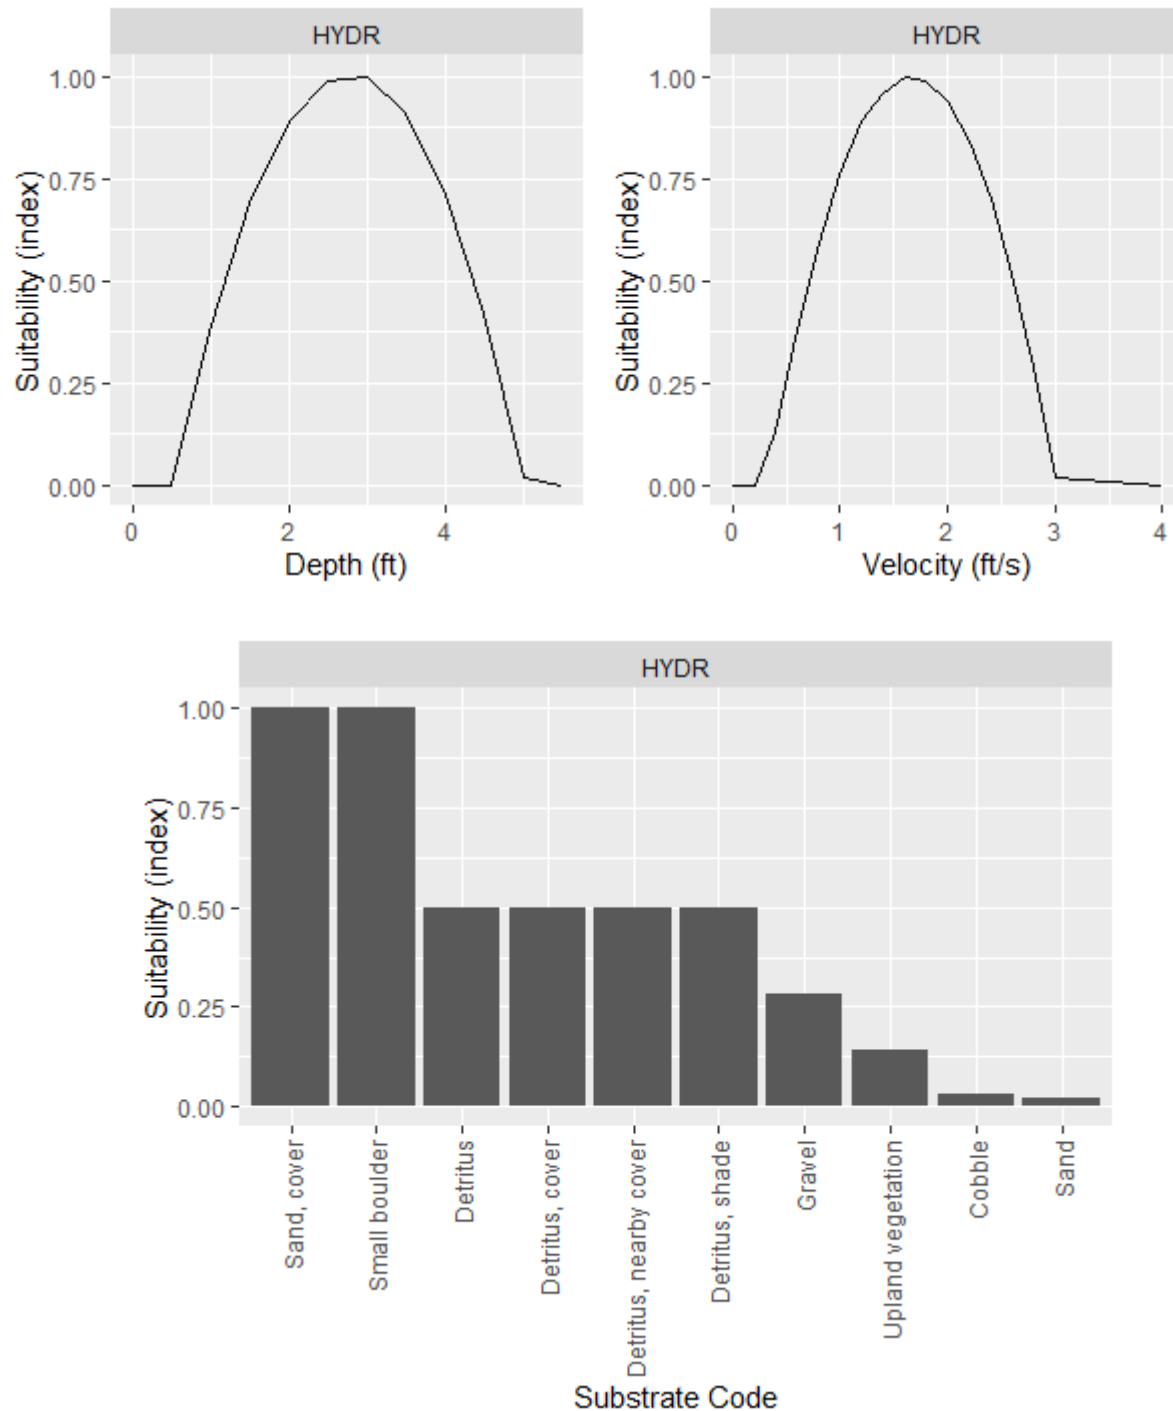 HYDR
Suitability (index)
1.00
0.75
0.50
0.25
0.00
0 2 4
Depth (ft)
HYDR
Suitability (index)
1.00
0.75
0.50
0.25
0.00
0 1 2 3 4
Velocity (ft/s)
HYDR
Suitability (index)
1.00
0.75
0.50
0.25
0.00
Sand, cover
Small boulder
Detritus
Detritus, cover
Detritus, nearby cover
Detritus, shade
Gravel
Upland vegetation
Cobble
Sand
Substrate Code